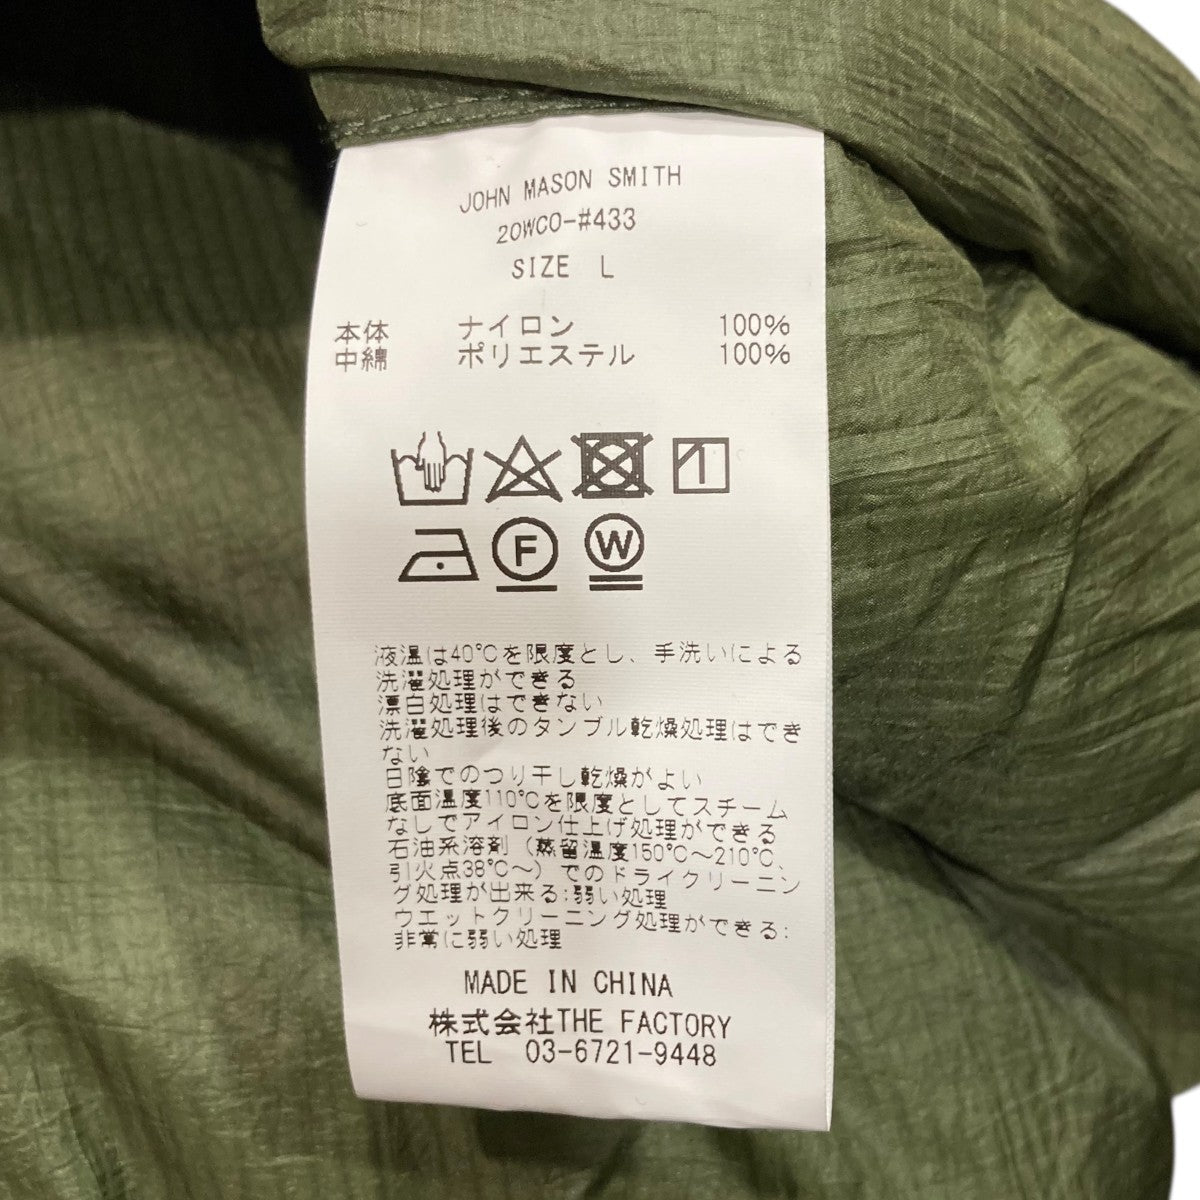 JOHN MASON SMITH
20WCO-#433
SIZE L
本体 ナイロン 100%
中綿 ポリエステル 100%
F W
液温は40℃を限度とし、手洗いによる
洗濯処理ができる
漂白処理はできない
洗濯処理後のタンブル乾燥処理はでき
ない
日陰でのつり干し乾燥がよい
底面温度110℃を限度としてスチーム
なしでアイロン仕上げ処理ができる
石油系溶剤（蒸留温度150℃～210℃、
引火点38℃～）でのドライクリーニン
グ処理が出来る:弱い処理
ウエットクリーニング処理ができる:
非常に弱い処理
MADE IN CHINA
株式会社THE FACTORY
TEL 03-6721-9448